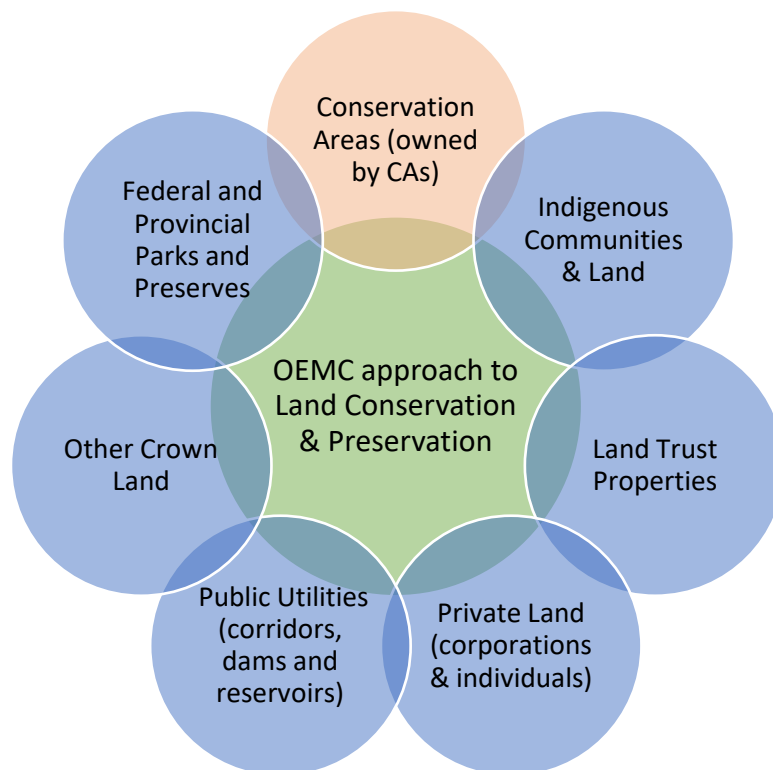 Conservation
Areas (owned
by CAs)
Federal and
Provincial
Parks and
Preserves
Indigenous
Communities
& Land
OEMC approach to
Land Conservation
& Preservation
Other Crown
Land
Land Trust
Properties
Public Utilities
(corridors,
dams and
reservoirs)
Private Land
(corporations
& individuals)